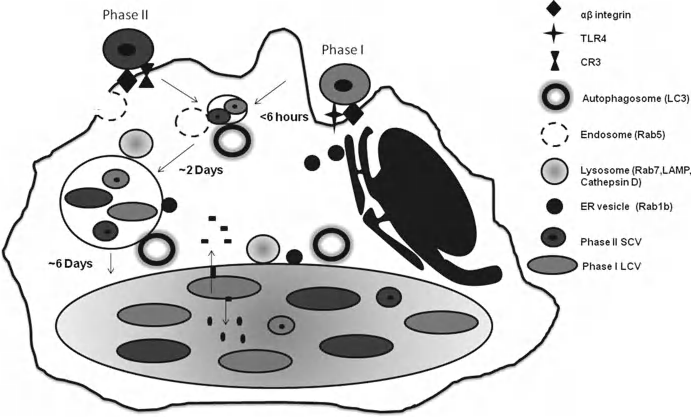 Phase II
Phase I
<6 hours
~2 Days
~6 Days
αβ integrin
TLR4
CR3
Autophagosome (LC3)
Endosome (Rab5)
Lysosome (Rab7,LAMP,
Cathepsin D)
ER vesicle (Rab1b)
Phase II SCV
Phase I LCV